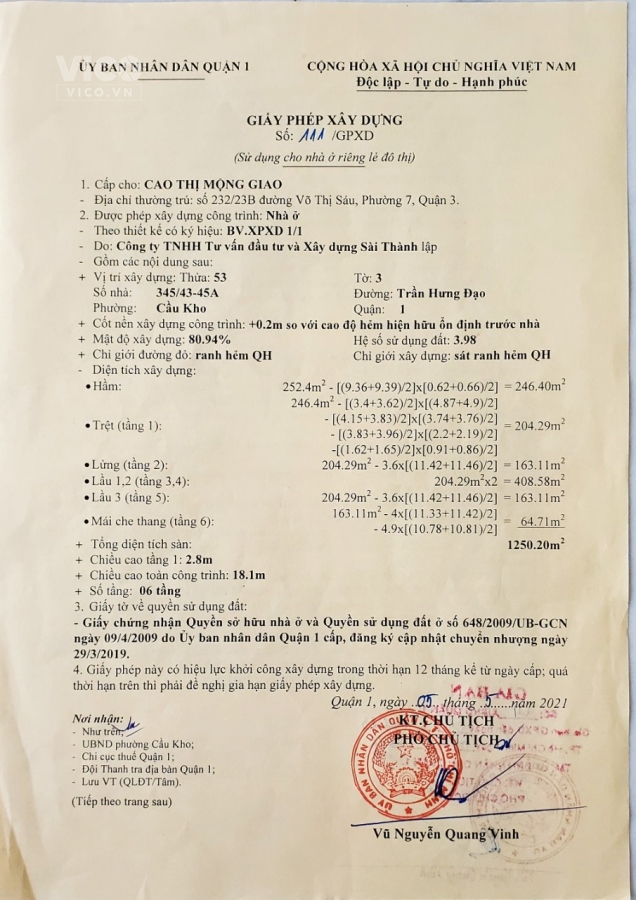 VICO
VICO.VN
ỦY BAN NHÂN DÂN QUẬN 1
CỘNG HÒA XÃ HỘI CHỦ NGHĨA VIỆT NAM
Độc lập - Tự do - Hạnh phúc
GIẤY PHÉP XÂY DỰNG
Số: 111 /GPXD
(Sử dụng cho nhà ở riêng lẻ đô thị)
1. Cấp cho: CAO THỊ MỘNG GIAO
- Địa chỉ thường trú: số 232/23B đường Võ Thị Sáu, Phường 7, Quận 3.
2. Được phép xây dựng công trình: Nhà ở
- Theo thiết kế có ký hiệu: BV.XPXD 1/1
- Do: Công ty TNHH Tư vấn đầu tư và Xây dựng Sài Thành lập
- Gồm các nội dung sau:
+ Vị trí xây dựng: Thửa: 53 Tờ: 3
Số nhà: 345/43-45A Đường: Trần Hưng Đạo
Phường: Cầu Kho Quận: 1
+ Cốt nền xây dựng công trình: +0.2m so với cao độ hẻm hiện hữu ổn định trước nhà
+ Mật độ xây dựng: 80.94% Hệ số sử dụng đất: 3.98
+ Chỉ giới đường đỏ: ranh hẻm QH Chỉ giới xây dựng: sát ranh hẻm QH
- Diện tích xây dựng:
• Hầm: 252.4m² - [(9.36+9.39)/2]x[0.62+0.66)/2] = 246.40m²
246.4m² - [(3.4+3.62)/2]x[(4.87+4.9)/2]
- [(4.15+3.83)/2]x[(3.74+3.76)/2]
• Trệt (tầng 1): = 204.29m²
- [(3.83+3.96)/2]x[(2.2+2.19)/2]
-[(1.62+1.65)/2]x[(0.91+0.86)/2]
• Lửng (tầng 2): 204.29m² - 3.6x[(11.42+11.46)/2] = 163.11m²
• Lầu 1,2 (tầng 3,4): 204.29m²x2 = 408.58m²
• Lầu 3 (tầng 5): 204.29m² - 3.6x[(11.42+11.46)/2] = 163.11m²
163.11m² - 4x[(11.33+11.42)/2]
• Mái che thang (tầng 6): = 64.71m²
- 4.9x[(10.78+10.81)/2]
+ Tổng diện tích sàn: 1250.20m²
+ Chiều cao tầng 1: 2.8m
+ Chiều cao toàn công trình: 18.1m
+ Số tầng: 06 tầng
3. Giấy tờ về quyền sử dụng đất:
- Giấy chứng nhận Quyền sở hữu nhà ở và Quyền sử dụng đất ở số 648/2009/UB-GCN
ngày 09/4/2009 do Ủy ban nhân dân Quận 1 cấp, đăng ký cập nhật chuyển nhượng ngày
29/3/2019.
4. Giấy phép này có hiệu lực khởi công xây dựng trong thời hạn 12 tháng kể từ ngày cấp; quá
thời hạn trên thì phải đề nghị gia hạn giấy phép xây dựng.
Quận 1, ngày 05 tháng 5 năm 2021
Nơi nhận:
KT.CHỦ TỊCH
- Như trên;
PHÓ CHỦ TỊCH
- UBND phường Cầu Kho;
- Chi cục thuế Quận 1;
- Đội Thanh tra địa bàn Quận 1;
- Lưu VT (QLĐT/Tâm).
(Tiếp theo trang sau)
Vũ Nguyễn Quang Vinh